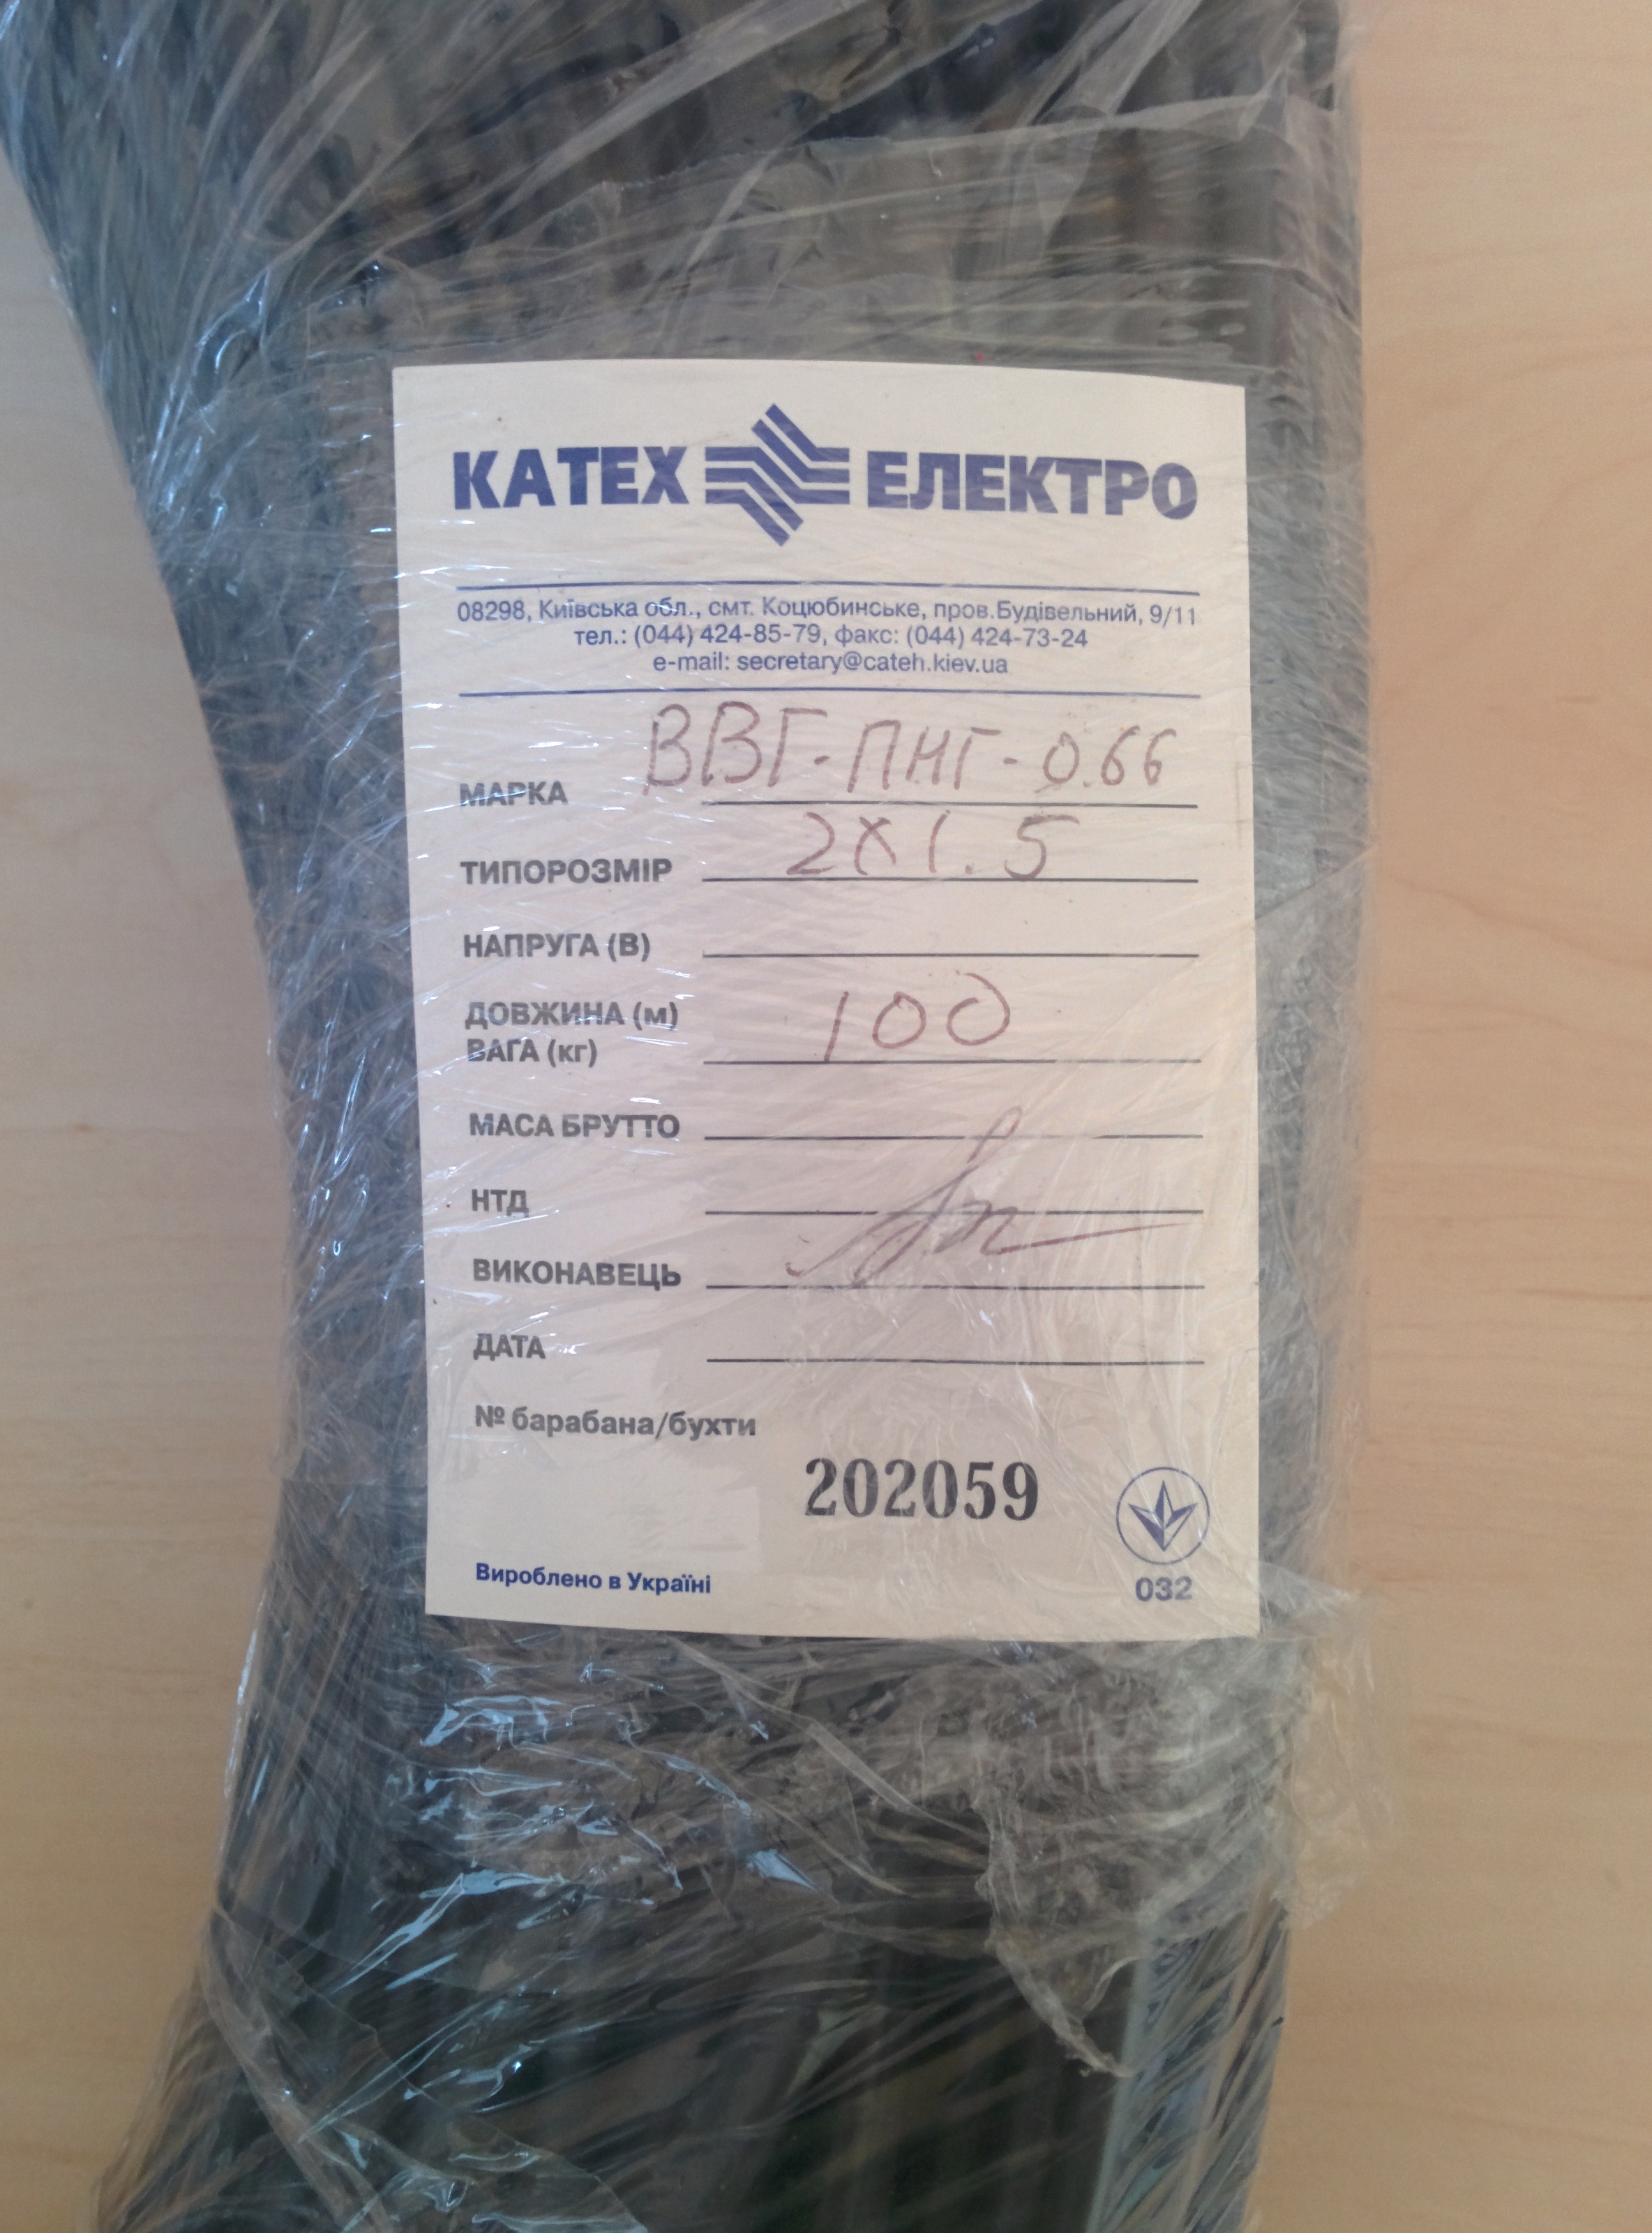 КАТЕХ ЕЛЕКТРО
08298, Київська обл., смт. Коцюбинське, пров.Будівельний, 9/11
тел.: (044) 424-85-79, факс: (044) 424-73-24
e-mail: secretary@cateh.kiev.ua
МАРКА ВВГ-ПНГ-0.66
ТИПОРОЗМІР 2х1.5
НАПРУГА (В)
ДОВЖИНА (м) 100
ВАГА (кг)
МАСА БРУТТО
НТД
ВИКОНАВЕЦЬ
ДАТА
№ барабана/бухти
202059
Вироблено в Україні
032